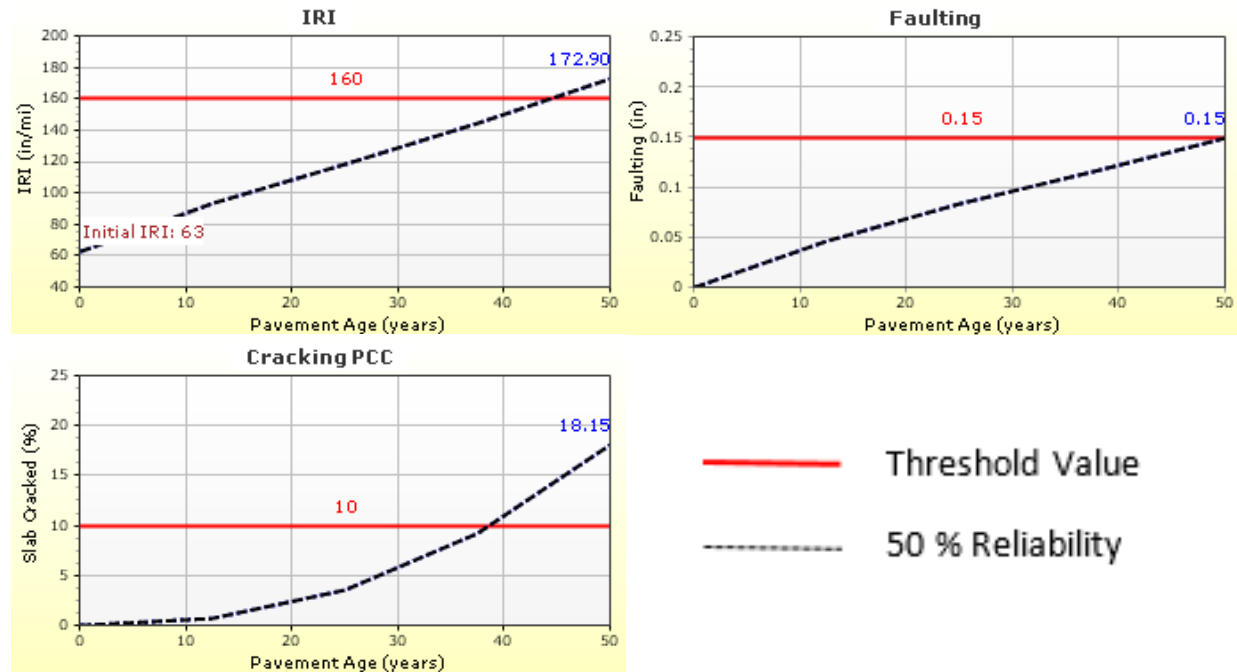 IRI
200
180
160
140
120
100
80
60
40
IRI (in/mi)
172.90
160
Initial IRI: 63
0 10 20 30 40 50
Pavement Age (years)
Faulting
0.25
0.2
0.15
0.1
0.05
0
Faulting (in)
0.15
0.15
0 10 20 30 40 50
Pavement Age (years)
Cracking PCC
25
20
15
10
5
0
Slab Cracked (%)
18.15
10
0 10 20 30 40 50
Pavement Age (years)
Threshold Value
50 % Reliability